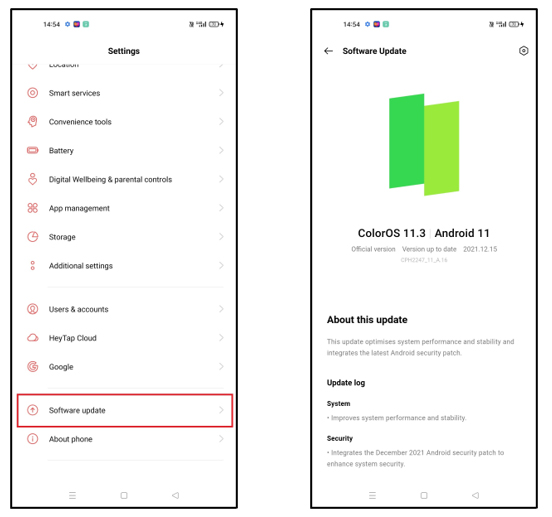 14:54
Settings
Location
Smart services
Convenience tools
Battery
Digital Wellbeing & parental controls
App management
Storage
Additional settings
Users & accounts
HeyTap Cloud
Google
Software update
About phone
14:54
Software Update
ColorOS 11.3 | Android 11
Official version Version up to date 2021.12.15
CPH2247_11_A.16
About this update
This update optimises system performance and stability and
integrates the latest Android security patch.
Update log
System
• Improves system performance and stability.
Security
• Integrates the December 2021 Android security patch to
enhance system security.